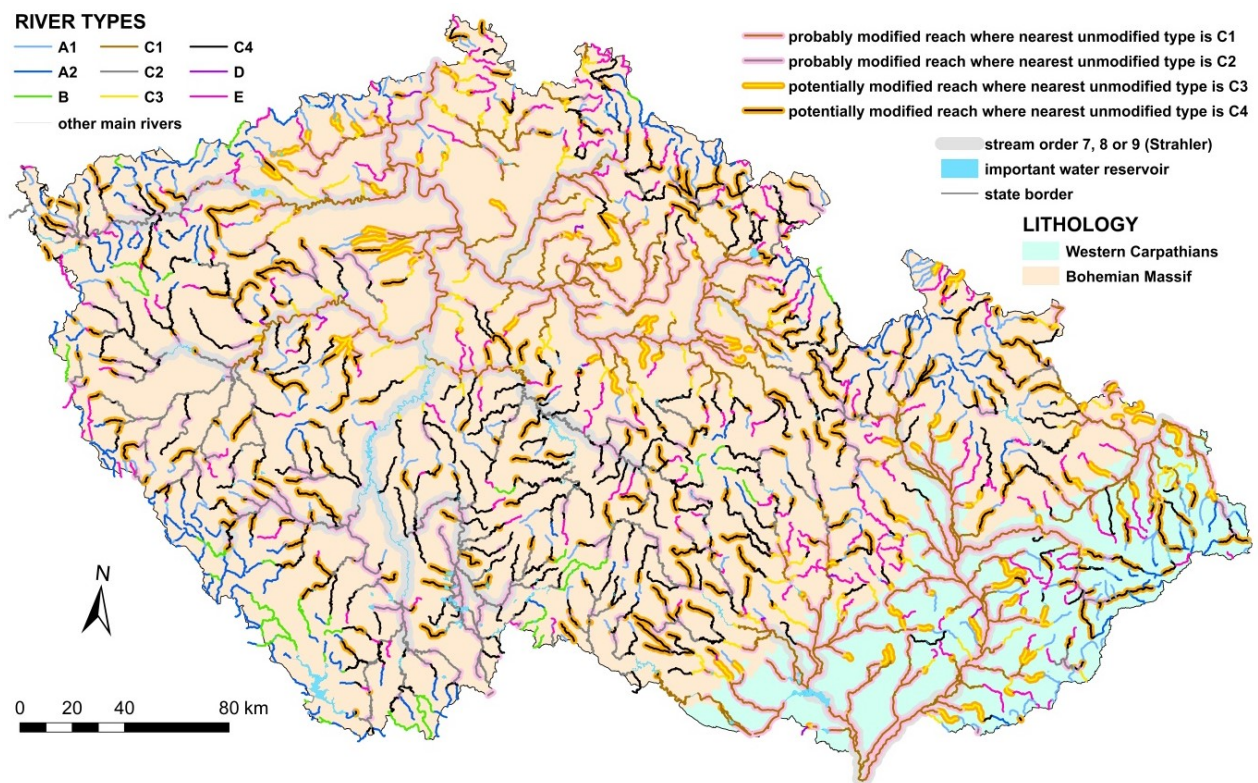 RIVER TYPES
A1 C1 C4
A2 C2 D
B C3 E
other main rivers
probably modified reach where nearest unmodified type is C1
probably modified reach where nearest unmodified type is C2
potentially modified reach where nearest unmodified type is C3
potentially modified reach where nearest unmodified type is C4
stream order 7, 8 or 9 (Strahler)
important water reservoir
state border
LITHOLOGY
Western Carpathians
Bohemian Massif
N
0 20 40 80 km